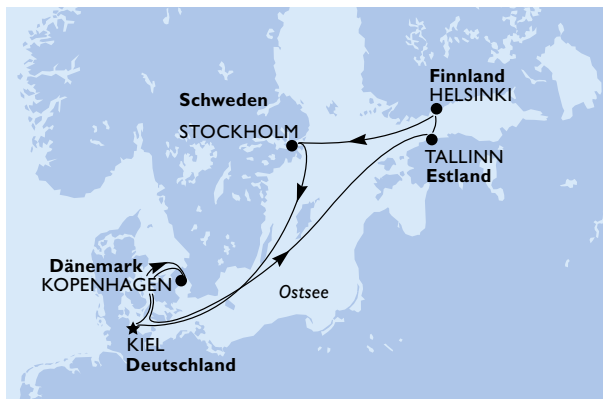 Finnland
HELSINKI
Schweden
STOCKHOLM
TALLINN
Estland
Dänemark
KOPENHAGEN
Ostsee
KIEL
Deutschland